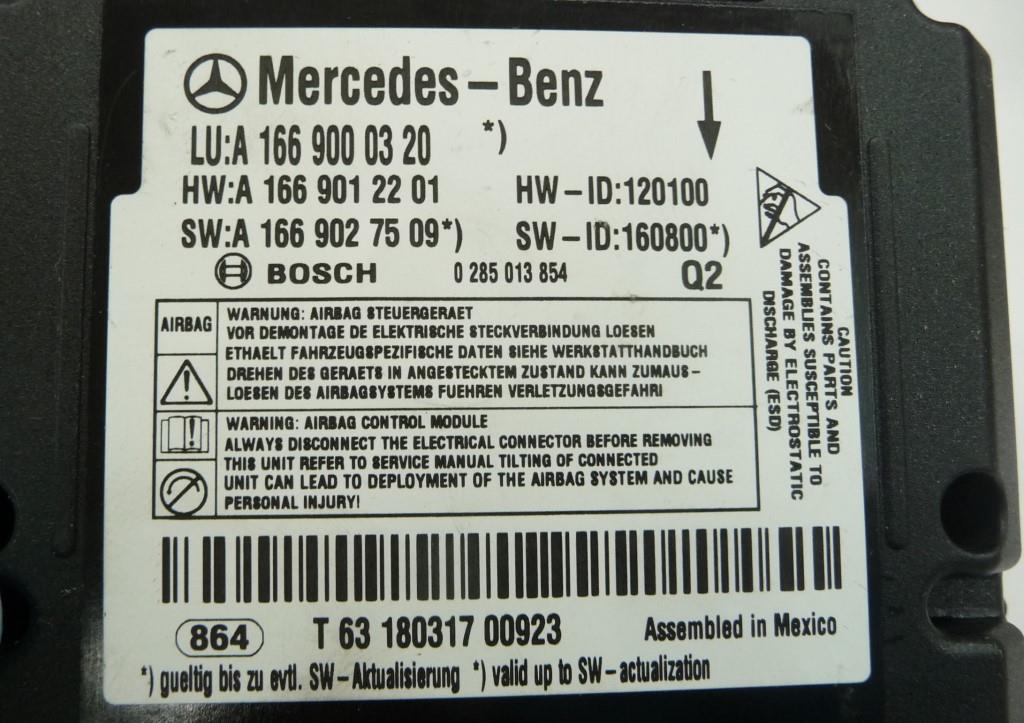 Mercedes-Benz
LU:A 166 900 03 20 *)
HW:A 166 901 22 01 HW-ID:120100
SW:A 166 902 75 09*) SW-ID:160800*)
BOSCH 0 285 013 854 Q2
AIRBAG
WARNUNG: AIRBAG STEUERGERAET
VOR DEMONTAGE DE ELEKTRISCHE STECKVERBINDUNG LOESEN
ETHAELT FAHRZEUGSPEZIFISCHE DATEN SIEHE WERKSTATTHANDBUCH
DREHEN DES GERAETS IN ANGESTECKTEM ZUSTAND KANN ZUMAUS-
LOESEN DES AIRBAGSYSTEMS FUEHREN VERLETZUNGSGEFAHR!
WARNING: AIRBAG CONTROL MODULE
ALWAYS DISCONNECT THE ELECTRICAL CONNECTOR BEFORE REMOVING
THIS UNIT REFER TO SERVICE MANUAL TILTING OF CONNECTED
UNIT CAN LEAD TO DEPLOYMENT OF THE AIRBAG SYSTEM AND CAUSE
PERSONAL INJURY!
CAUTION
CONTAINS PARTS AND
ASSEMBLIES SUSCEPTIBLE TO
DAMAGE BY ELECTROSTATIC
DISCHARGE (ESD)
864 T 63 180317 00923 Assembled in Mexico
*) gueltig bis zu evtl. SW-Aktualisierung *) valid up to SW-actualization